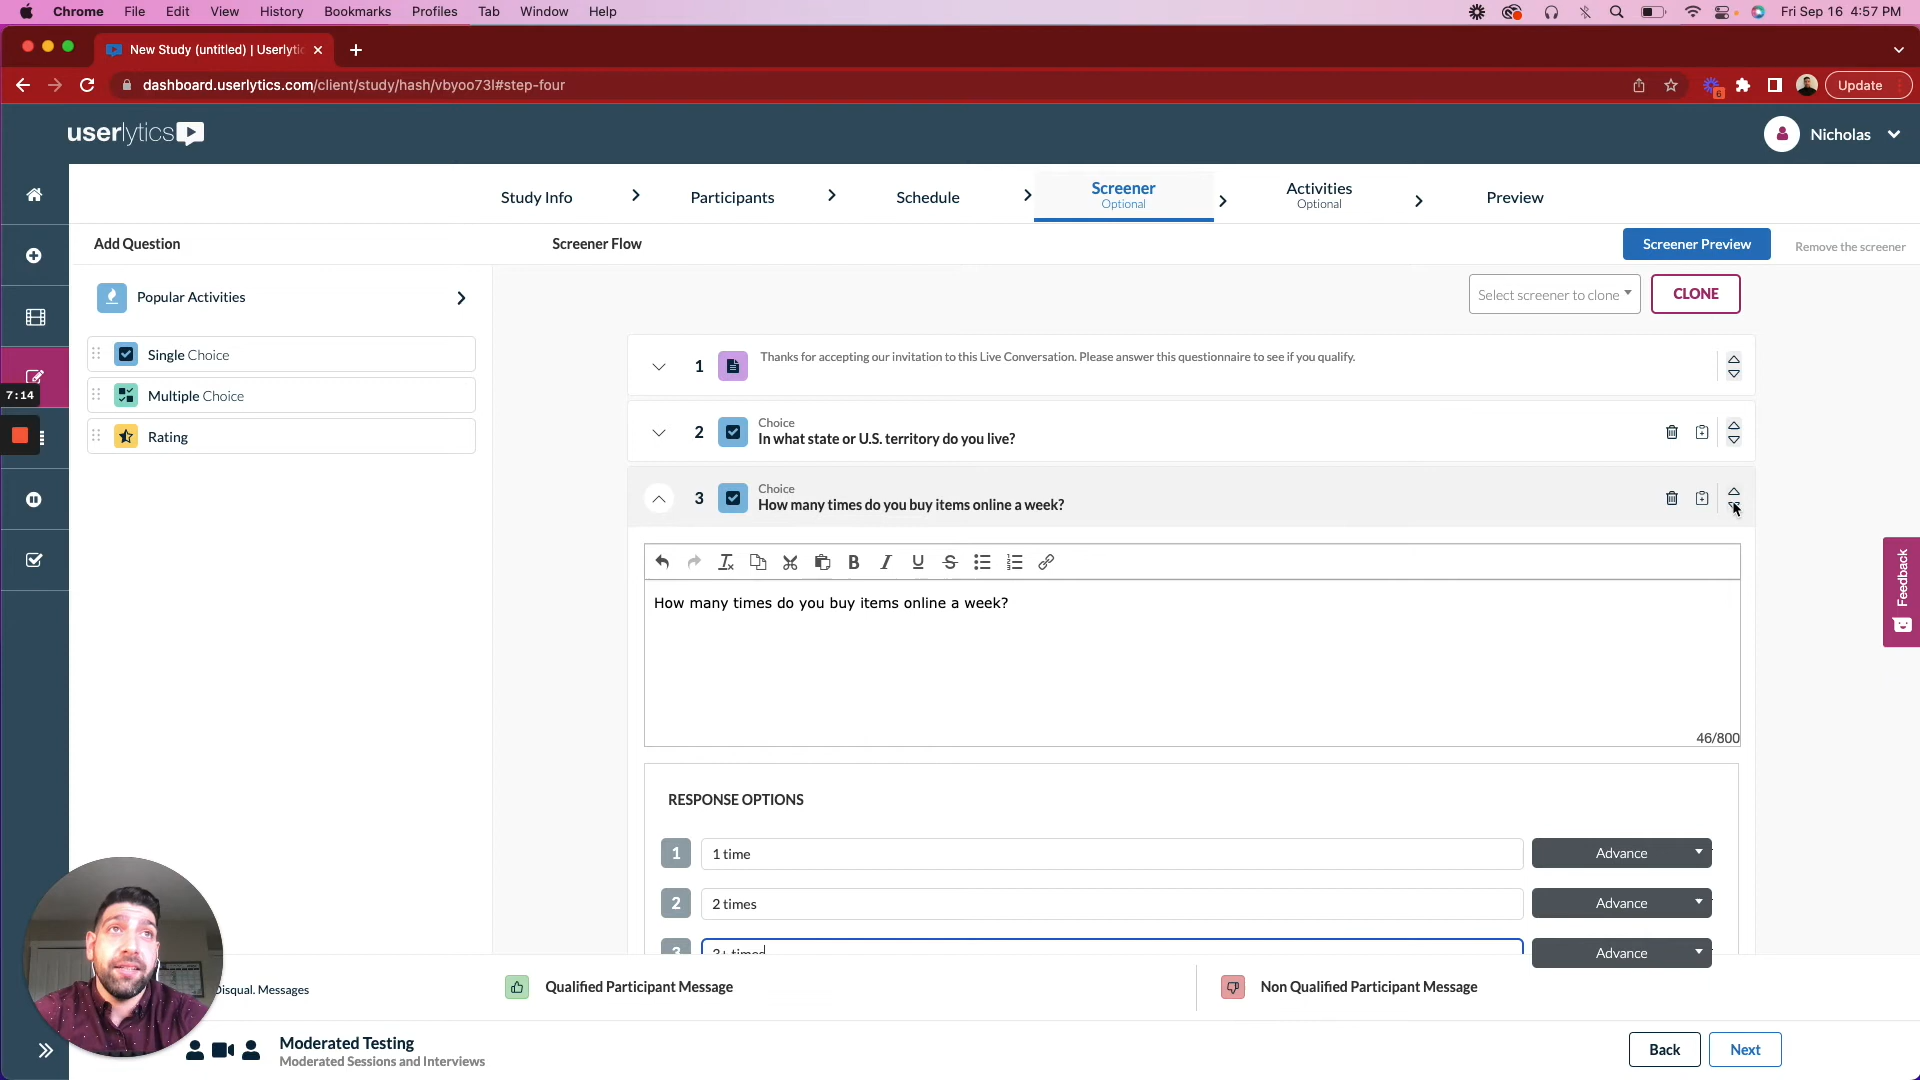 Chrome File Edit View History Bookmarks Profiles Tab Window Help
Fri Sep 16 4:57 PM
New Study (untitled) | Userlytic
dashboard.userlytics.com/client/study/hash/vbyoo73l#step-four
6
Update
userlytics
Nicholas
Study Info
Participants
Schedule
Screener
Optional
Activities
Optional
Preview
Add Question
Screener Flow
Screener Preview
Remove the screener
Popular Activities
Select screener to clone
CLONE
Single Choice
Multiple Choice
Rating
7:14
1
Thanks for accepting our invitation to this Live Conversation. Please answer this questionnaire to see if you qualify.
2
Choice
In what state or U.S. territory do you live?
3
Choice
How many times do you buy items online a week?
How many times do you buy items online a week?
46/800
Feedback
RESPONSE OPTIONS
1 1 time Advance
2 2 times Advance
3 3+ times Advance
Disqual. Messages
Qualified Participant Message
Non Qualified Participant Message
Moderated Testing
Moderated Sessions and Interviews
Back
Next